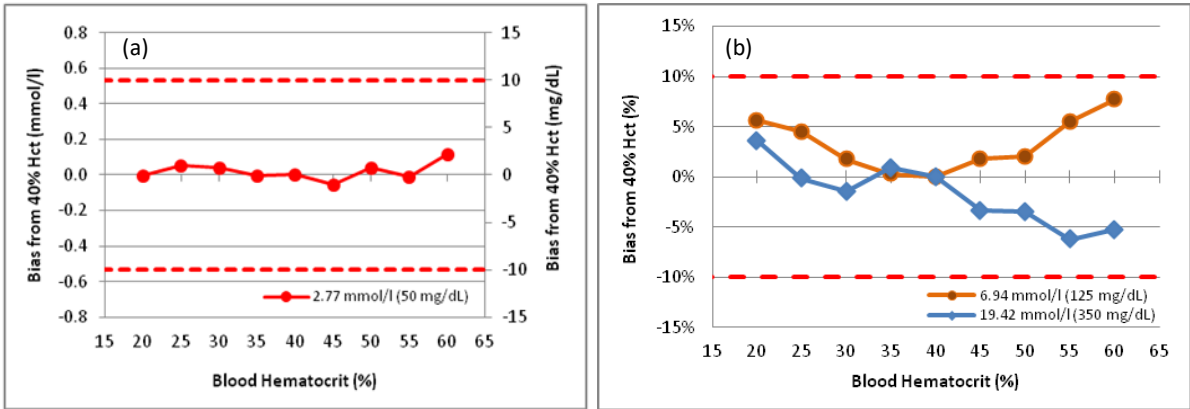 (a)
Bias from 40% Hct (mmol/l)
0.8
0.6
0.4
0.2
0.0
-0.2
-0.4
-0.6
-0.8
15
10
5
0
-5
-10
-15
Bias from 40% Hct (mg/dL)
2.77 mmol/l (50 mg/dL)
15 20 25 30 35 40 45 50 55 60 65
Blood Hematocrit (%)
(b)
Bias from 40% Hct (%)
15%
10%
5%
0%
-5%
-10%
-15%
6.94 mmol/l (125 mg/dL)
19.42 mmol/l (350 mg/dL)
15 20 25 30 35 40 45 50 55 60 65
Blood Hematocrit (%)